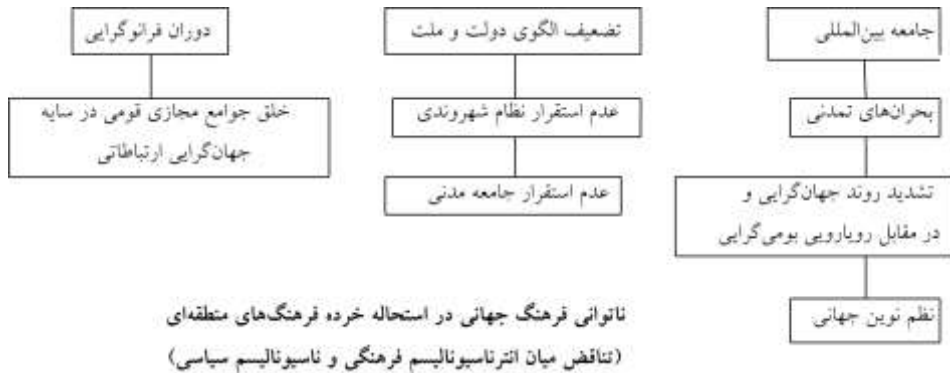 جامعه بین‌المللی
بحران‌های تمدنی
تشدید روند جهان‌گرایی و
در مقابل رویارویی بومی‌گرایی
نظم نوین جهانی
تضعیف الگوی دولت و ملت
عدم استقرار نظام شهروندی
عدم استقرار جامعه مدنی
دوران فرانوگرایی
خلق جوامع مجازی قومی در سایه
جهان‌گرایی ارتباطاتی
ناتوانی فرهنگ جهانی در استحاله خرده فرهنگ‌های منطقه‌ای
(تناقض میان انترناسیونالیسم فرهنگی و ناسیونالیسم سیاسی)